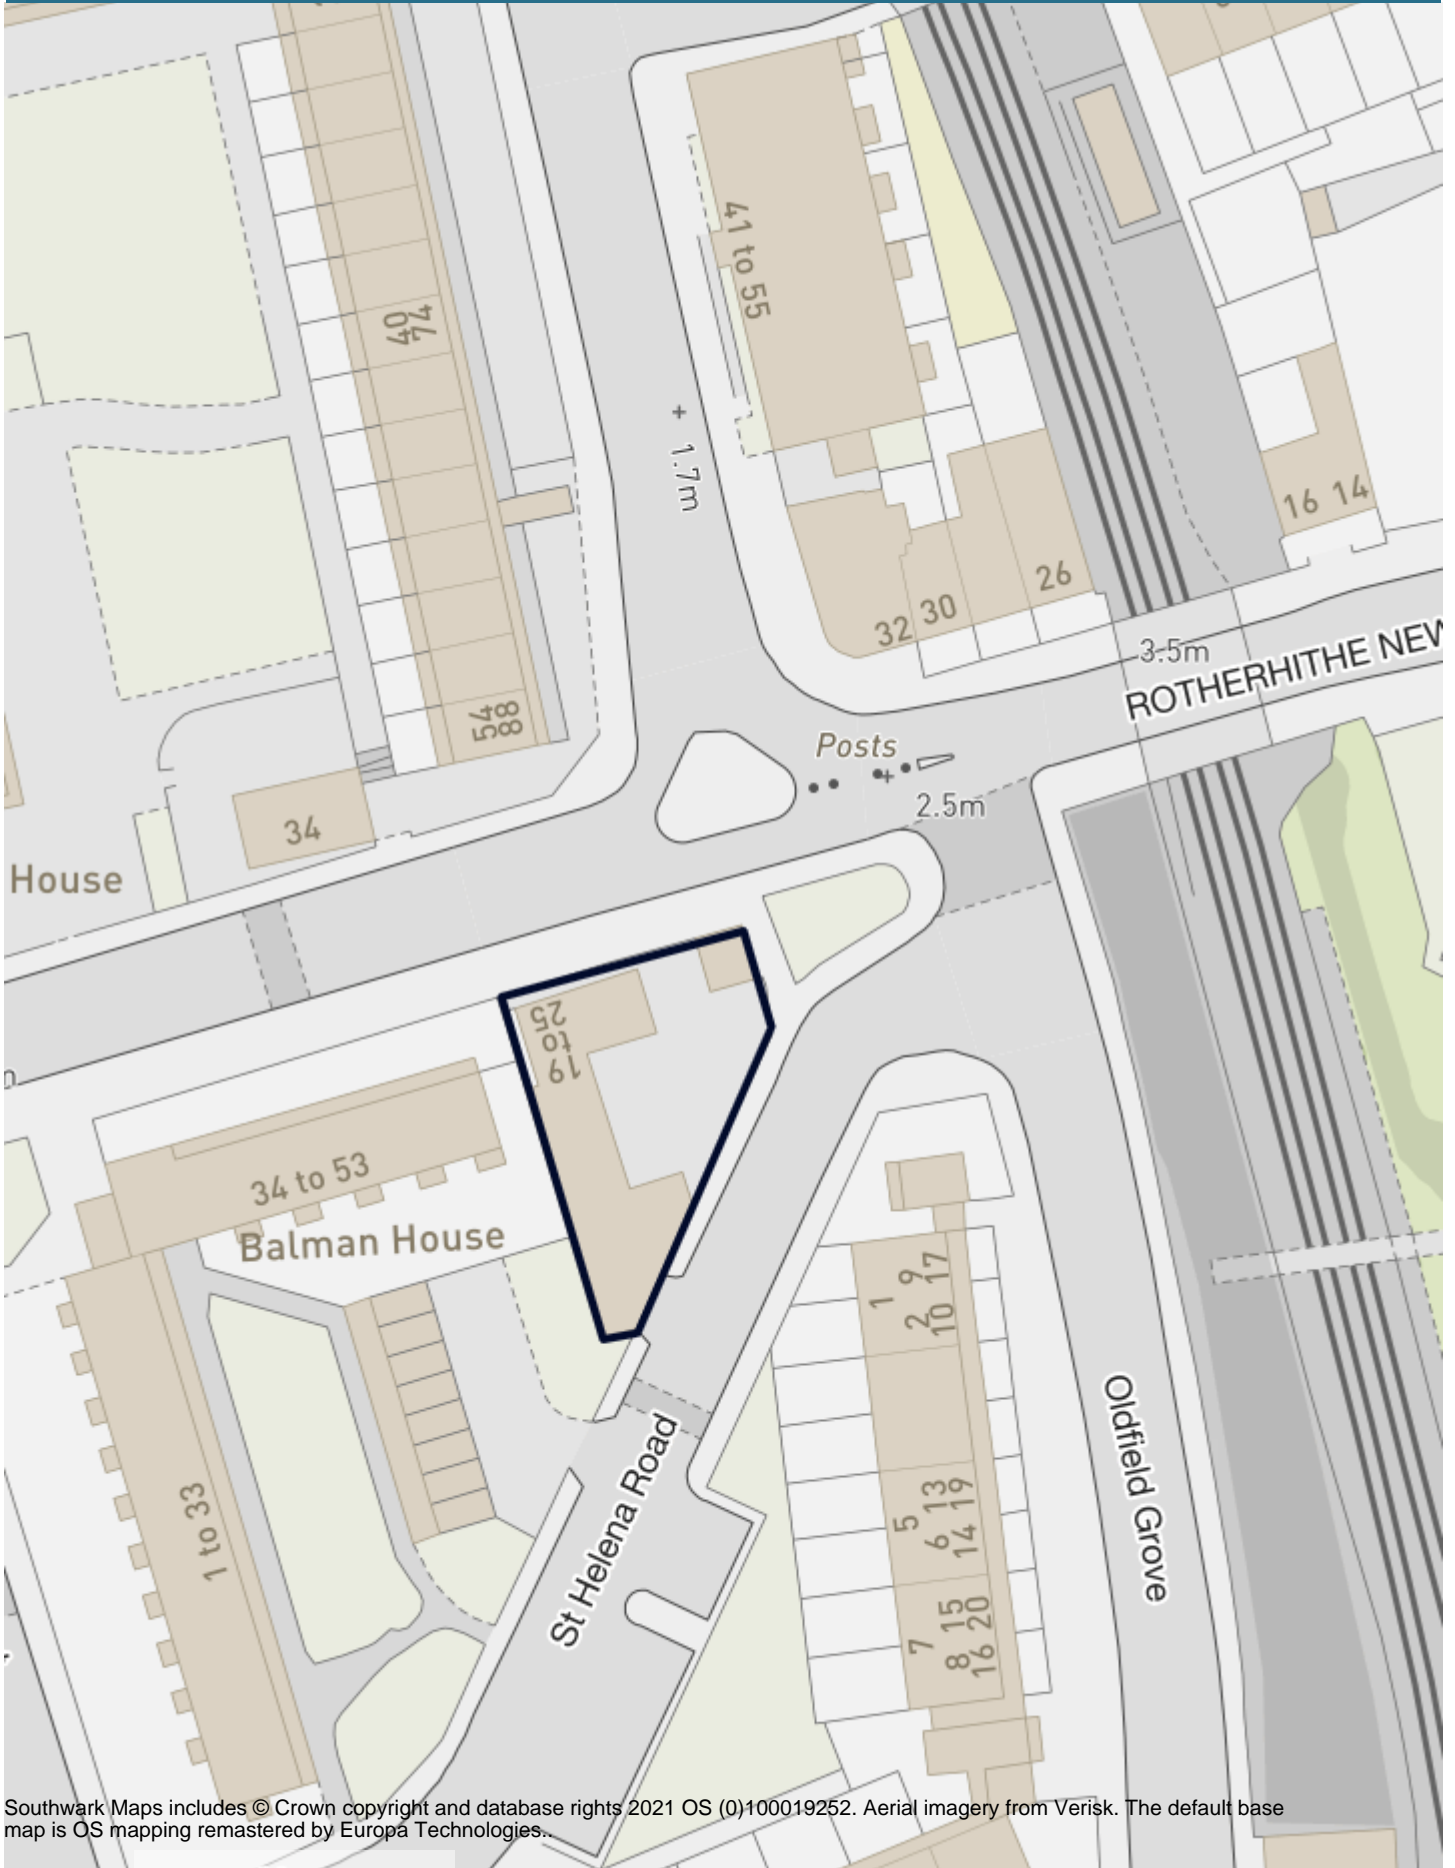 41 to 55
40
74
+ 1.7m
16 14
26
30
32
3.5m
ROTHERHITHE NEW
54
88
Posts
2.5m
34
House
25
to
19
34 to 53
Balman House
1 9 17
2 10
Oldfield Grove
St Helena Road
5 13 19
6 14
1 to 33
7 15 20
8 16
Southwark Maps includes © Crown copyright and database rights 2021 OS (0)100019252. Aerial imagery from Verisk. The default base
map is OS mapping remastered by Europa Technologies..